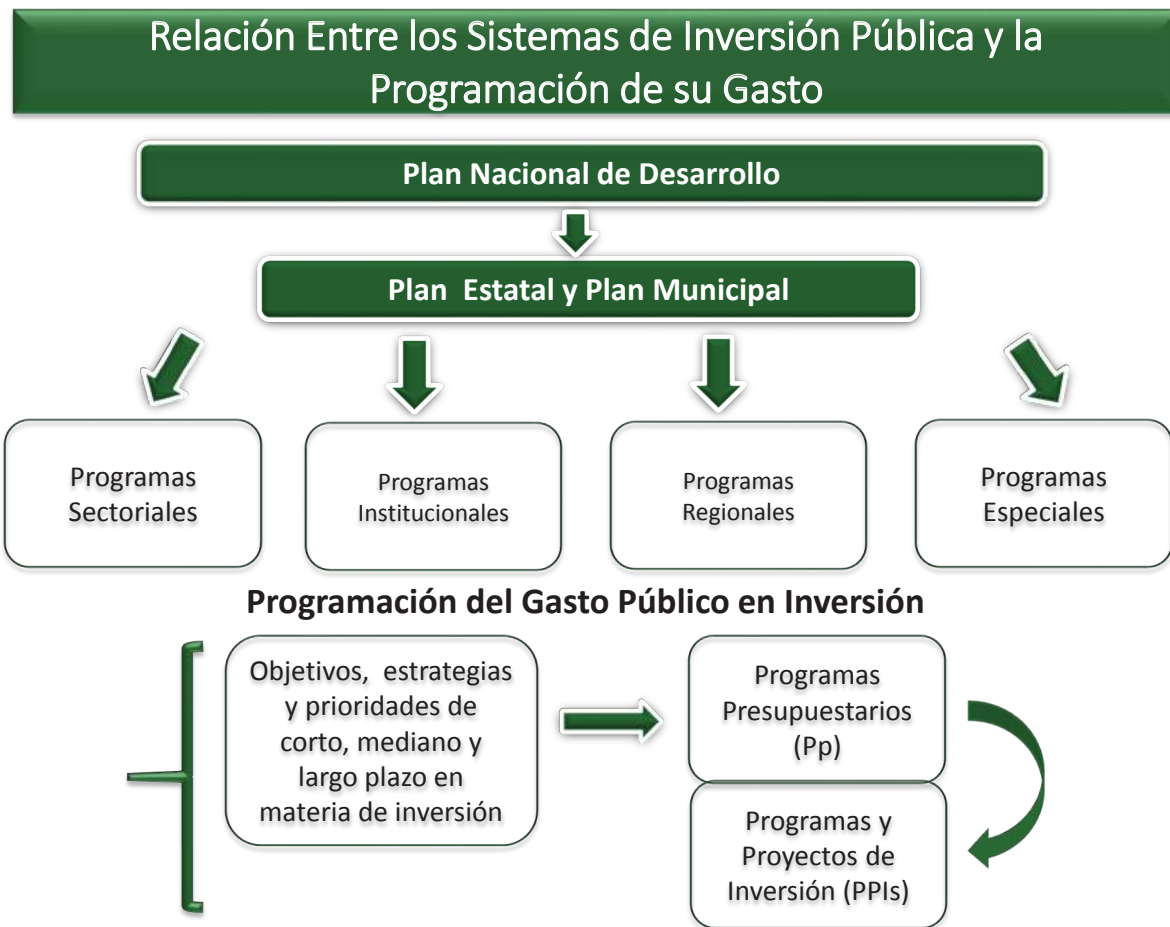 Relación Entre los Sistemas de Inversión Pública y la
Programación de su Gasto
Plan Nacional de Desarrollo
Plan Estatal y Plan Municipal
Programas
Sectoriales
Programas
Institucionales
Programas
Regionales
Programas
Especiales
Programación del Gasto Público en Inversión
Objetivos, estrategias
y prioridades de
corto, mediano y
largo plazo en
materia de inversión
Programas
Presupuestarios
(Pp)
Programas y
Proyectos de
Inversión (PPIs)